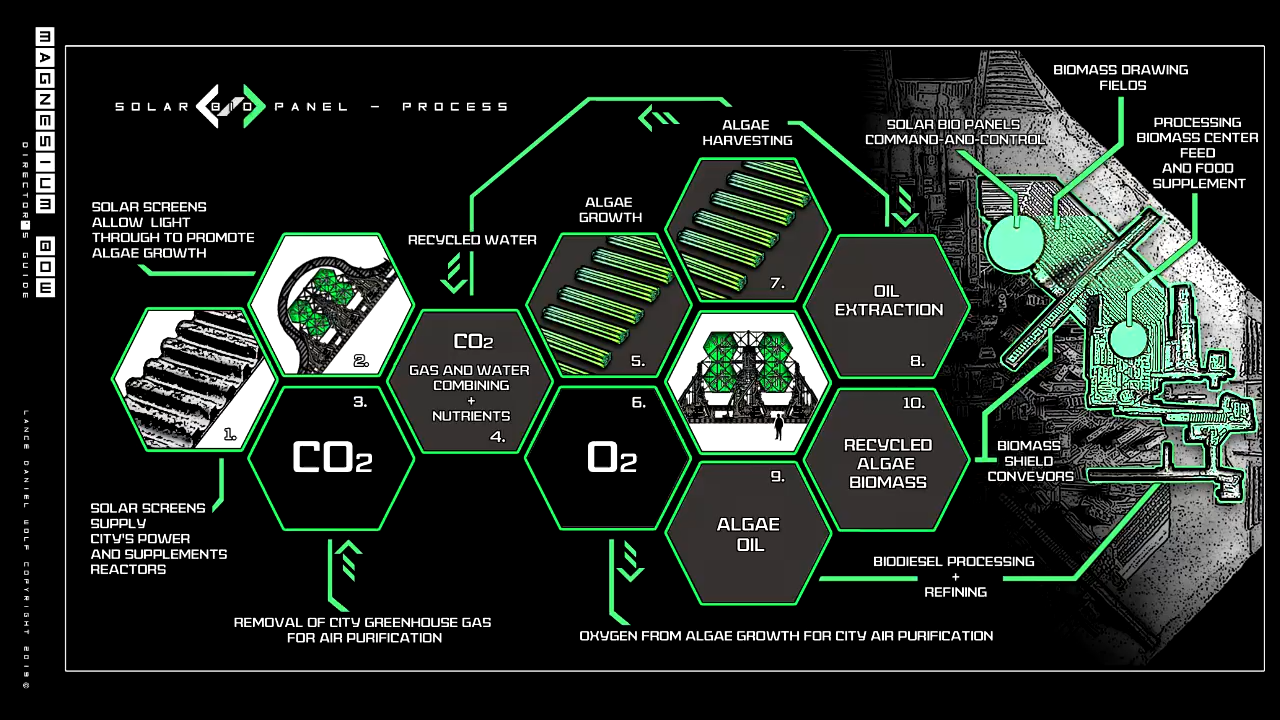 MAGNESIUM BOW
DIRECTOR'S GUIDE
LANCE DANIEL WOLF COPYRIGHT 2019 ©
SOLAR BIO PANEL - PROCESS
SOLAR SCREENS
ALLOW LIGHT
THROUGH TO PROMOTE
ALGAE GROWTH
1.
SOLAR SCREENS
SUPPLY
CITY'S POWER
AND SUPPLEMENTS
REACTORS
2.
3.
CO2
REMOVAL OF CITY GREENHOUSE GAS
FOR AIR PURIFICATION
RECYCLED WATER
CO2
GAS AND WATER
COMBINING
+
NUTRIENTS
4.
ALGAE
GROWTH
5.
6.
O2
OXYGEN FROM ALGAE GROWTH FOR CITY AIR PURIFICATION
ALGAE
HARVESTING
7.
OIL
EXTRACTION
8.
9.
ALGAE
OIL
10.
RECYCLED
ALGAE
BIOMASS
BIODIESEL PROCESSING
+
REFINING
SOLAR BIO PANELS
COMMAND-AND-CONTROL
BIOMASS DRAWING
FIELDS
PROCESSING
BIOMASS CENTER
FEED
AND FOOD
SUPPLEMENT
BIOMASS
SHIELD
CONVEYORS